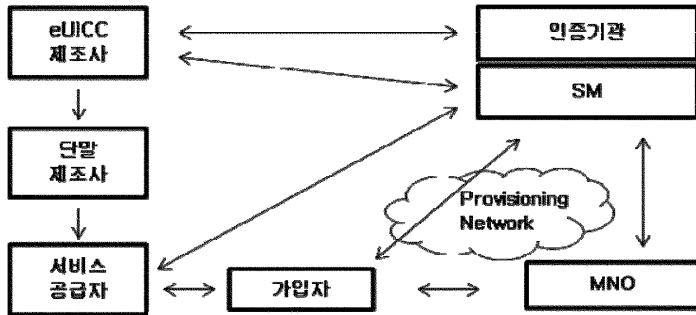 eUICC
제조사
인증기관
SM
단말
제조사
Provisioning
Network
서비스
공급자
가입자
MNO